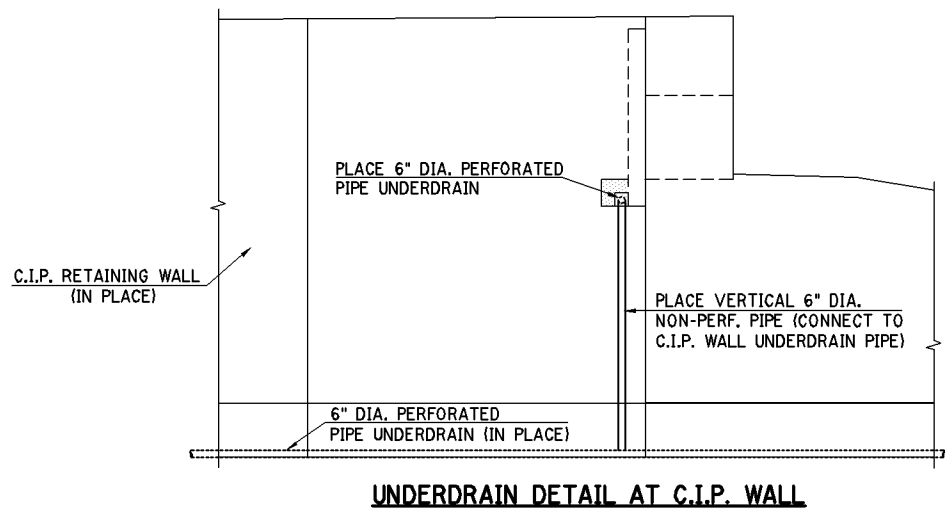 PLACE 6" DIA. PERFORATED
PIPE UNDERDRAIN
C.I.P. RETAINING WALL
(IN PLACE)
PLACE VERTICAL 6" DIA.
NON-PERF. PIPE (CONNECT TO
C.I.P. WALL UNDERDRAIN PIPE)
6" DIA. PERFORATED
PIPE UNDERDRAIN (IN PLACE)
UNDERDRAIN DETAIL AT C.I.P. WALL